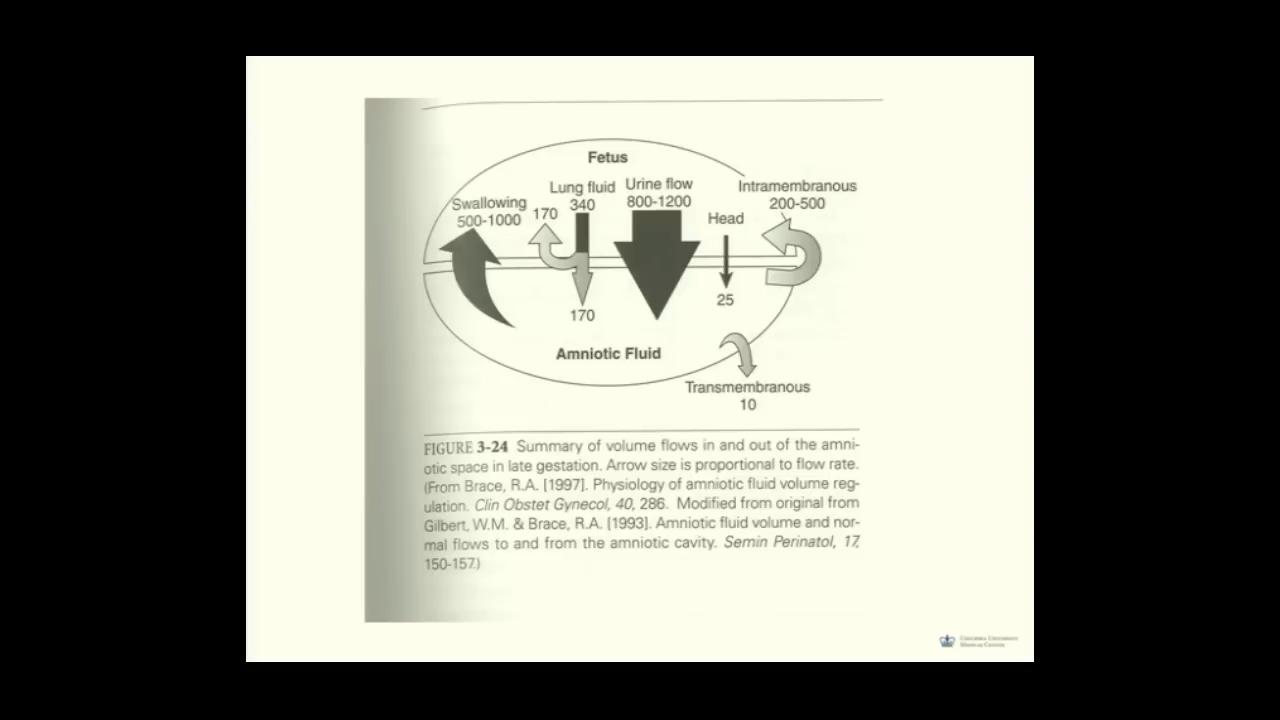 Fetus
Lung fluid
340
Urine flow
800-1200
Intramembranous
200-500
Swallowing
500-1000
170
Head
170
25
Amniotic Fluid
Transmembranous
10
FIGURE 3-24 Summary of volume flows in and out of the amni-
otic space in late gestation. Arrow size is proportional to flow rate.
(From Brace, R.A. [1997]. Physiology of amniotic fluid volume reg-
ulation. Clin Obstet Gynecol, 40, 286. Modified from original from
Gilbert, W.M. & Brace, R.A. [1993]. Amniotic fluid volume and nor-
mal flows to and from the amniotic cavity. Semin Perinatol, 17,
150-157.)
Columbia University
Medical Center